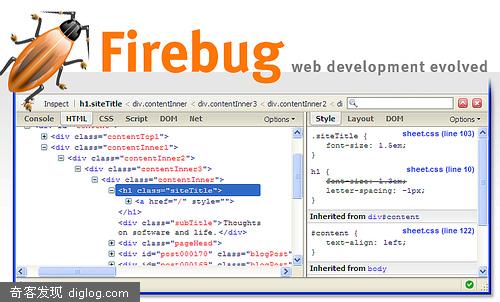 Firebug web development evolved
Inspect h1.siteTitle < div.contentInner < div.contentInner3 < div.contentInner2 < di
Console HTML CSS Script DOM Net Options
Style Layout DOM Options
<div id="content">
<div class="contentTop1">
<div class="contentInner1">
<div class="contentInner2">
<div class="contentInner3">
<div class="contentInner">
<h1 class="siteTitle">
<a href="/" style="">
</h1>
<div class="subTitle">Thoughts
on software and life.</div>
<div class="pageHead">
<div id="post000170" class="blogPost"
<div id="post000169" class="blogPost
sheet.css (line 103)
.siteTitle {
font-size: 1.5em;
}
sheet.css (line 10)
h1 {
font-size: 1.3em;
letter-spacing: -1px;
}
Inherited from div#content
sheet.css (line 122)
#content {
text-align: left;
}
Inherited from body
奇客发现 diglog.com